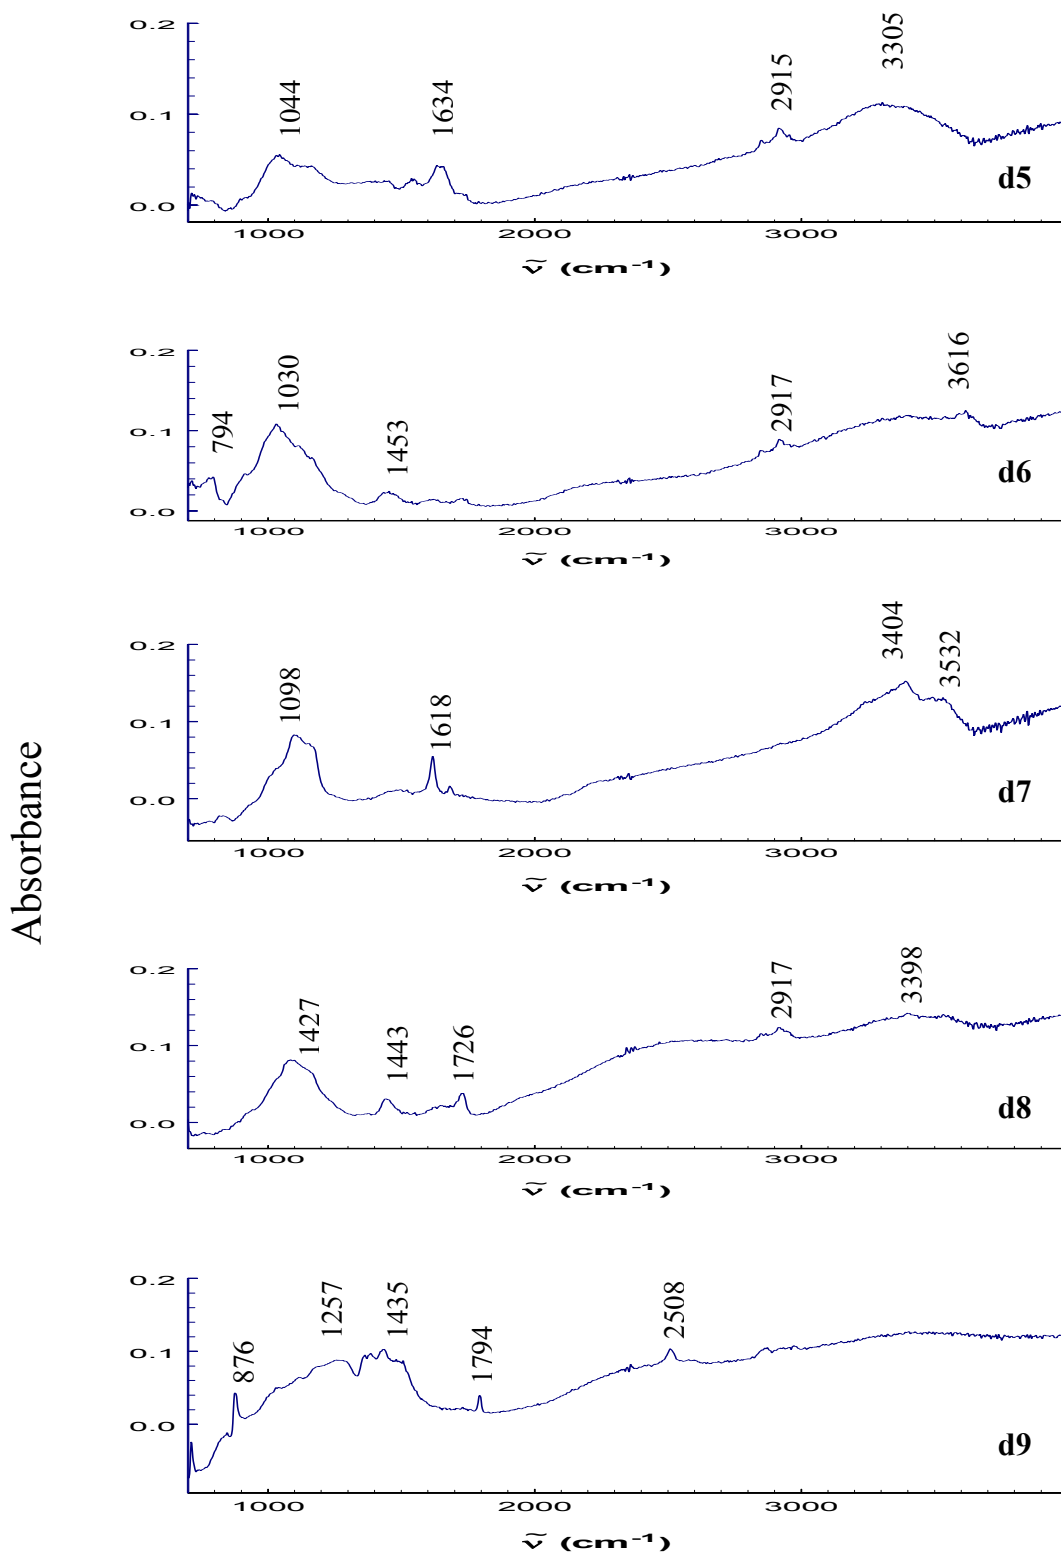 Absorbance
1044 1634 2915 3305
0.2
0.1
0.0
d5
1000 2000 3000
ṽ (cm-1)
794 1030 1453 2917 3616
0.2
0.1
0.0
d6
1000 2000 3000
ṽ (cm-1)
1098 1618 3404 3532
0.2
0.1
0.0
d7
1000 2000 3000
ṽ (cm-1)
1427 1443 1726 2917 3398
0.2
0.1
0.0
d8
1000 2000 3000
ṽ (cm-1)
876 1257 1435 1794 2508
0.2
0.1
0.0
d9
1000 2000 3000
ṽ (cm-1)